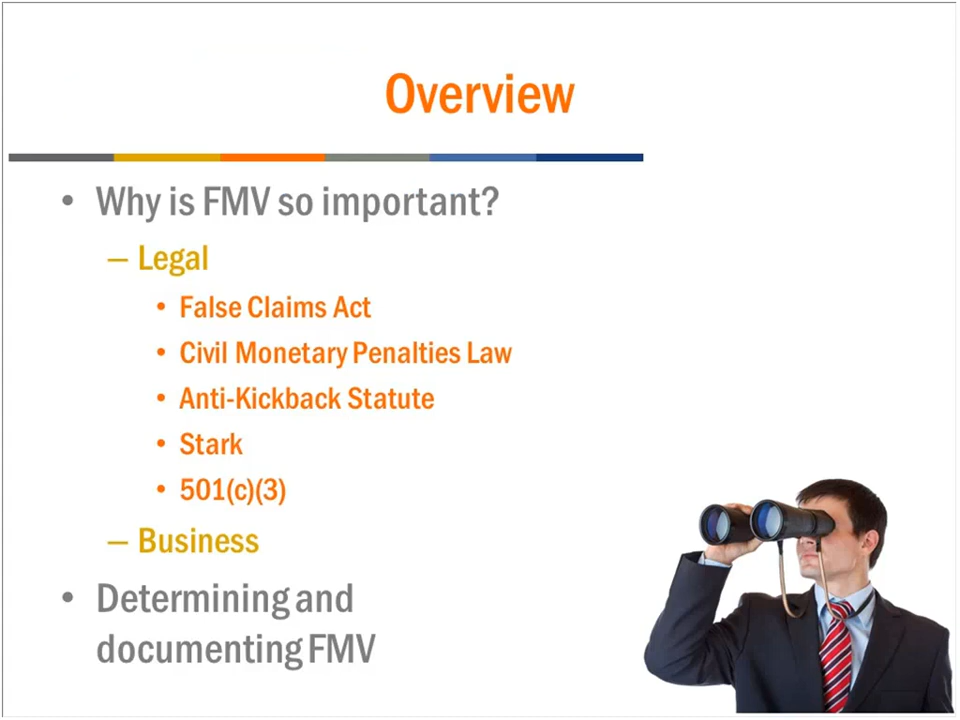 Overview
• Why is FMV so important?
– Legal
• False Claims Act
• Civil Monetary Penalties Law
• Anti-Kickback Statute
• Stark
• 501(c)(3)
– Business
• Determining and
documenting FMV